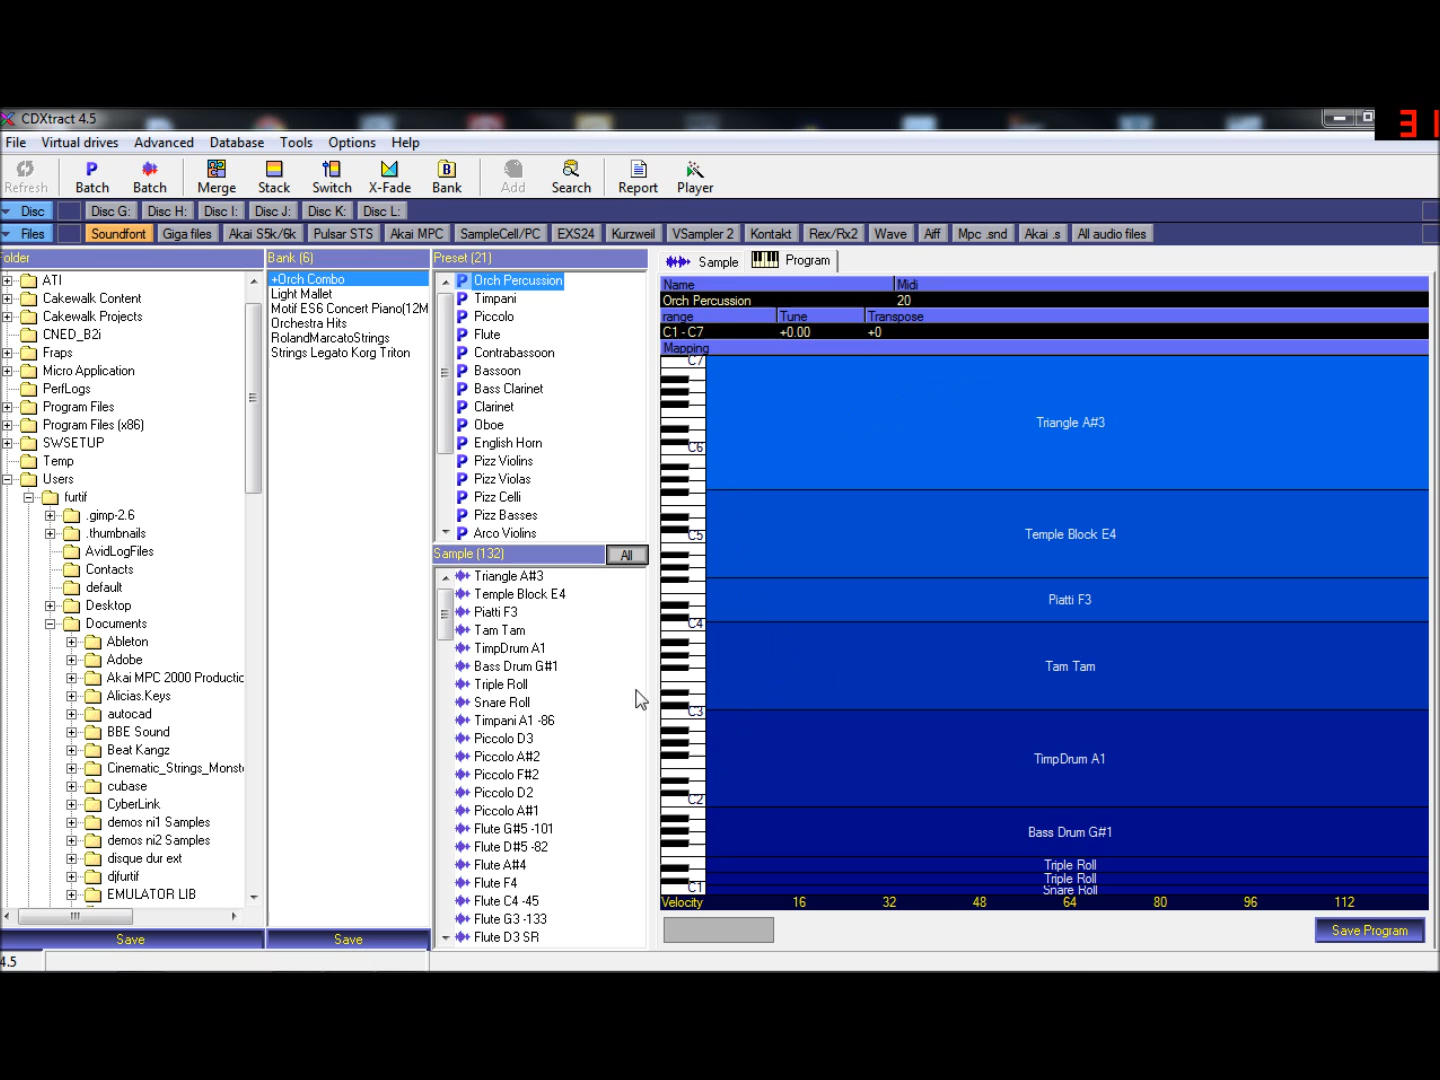 CDXtract 4.5
31
File Virtual drives Advanced Database Tools Options Help
Refresh Batch Batch Merge Stack Switch X-Fade Bank Add Search Report Player
Disc Disc G: Disc H: Disc I: Disc J: Disc K: Disc L:
Files Soundfont Giga files Akai S5k/6k Pulsar STS Akai MPC SampleCell/PC EXS24 Kurzweil VSampler 2 Kontakt Rex/Rx2 Wave Aiff Mpc .snd Akai .s All audio files
older
ATI
Cakewalk Content
Cakewalk Projects
CNED_B2i
Fraps
Micro Application
PerfLogs
Program Files
Program Files (x86)
SWSETUP
Temp
Users
furtif
.gimp-2.6
.thumbnails
AvidLogFiles
Contacts
default
Desktop
Documents
Ableton
Adobe
Akai MPC 2000 Productic
Alicias.Keys
autocad
BBE Sound
Beat Kangz
Cinematic_Strings_Monst
cubase
CyberLink
demos ni1 Samples
demos ni2 Samples
disque dur ext
djfurtif
EMULATOR LIB
Save
4.5
Bank (6)
+Orch Combo
Light Mallet
Motif ES6 Concert Piano(12M
Orchestra Hits
RolandMarcatoStrings
Strings Legato Korg Triton
Save
Preset (21)
Orch Percussion
Timpani
Piccolo
Flute
Contrabassoon
Bassoon
Bass Clarinet
Clarinet
Oboe
English Horn
Pizz Violins
Pizz Violas
Pizz Celli
Pizz Basses
Arco Violins
Sample (132) All
Triangle A#3
Temple Block E4
Piatti F3
Tam Tam
TimpDrum A1
Bass Drum G#1
Triple Roll
Snare Roll
Timpani A1 -86
Piccolo D3
Piccolo A#2
Piccolo F#2
Piccolo D2
Piccolo A#1
Flute G#5 -101
Flute D#5 -82
Flute A#4
Flute F4
Flute C4 -45
Flute G3 -133
Flute D3 SR
Sample Program
Name Midi
Orch Percussion 20
range Tune Transpose
C1 - C7 +0.00 +0
Mapping
C7
Triangle A#3
C6
Temple Block E4
C5
Piatti F3
C4
Tam Tam
C3
TimpDrum A1
C2
Bass Drum G#1
Triple Roll
Triple Roll
C1 Snare Roll
Velocity 16 32 48 64 80 96 112
Save Program